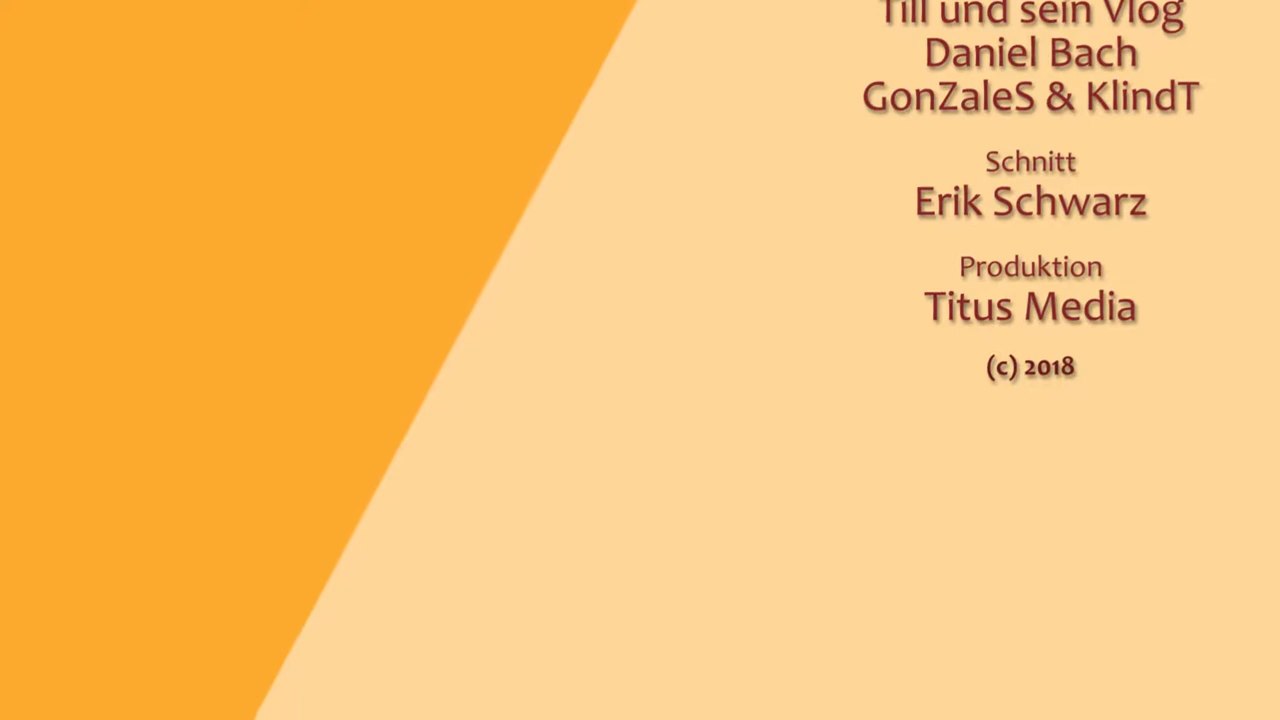 Till und sein Vlog
Daniel Bach
GonZaleS & KlindT
Schnitt
Erik Schwarz
Produktion
Titus Media
(c) 2018